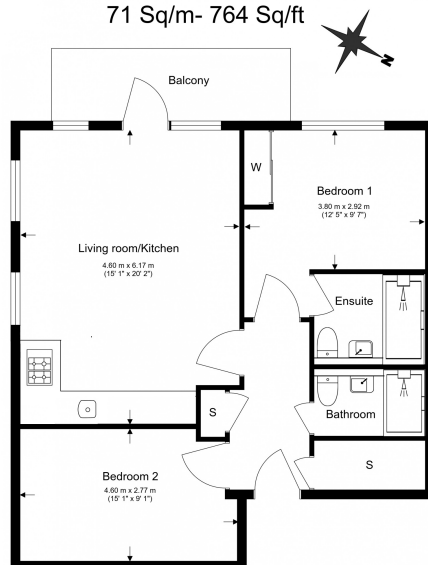 71 Sq/m- 764 Sq/ft
N
Balcony
W
Bedroom 1
3.80 m x 2.92 m
(12' 5" x 9' 7")
Living room/Kitchen
4.60 m x 6.17 m
(15' 1" x 20' 2")
Ensuite
S
Bathroom
Bedroom 2
4.60 m x 2.77 m
(15' 1" x 9' 1")
S